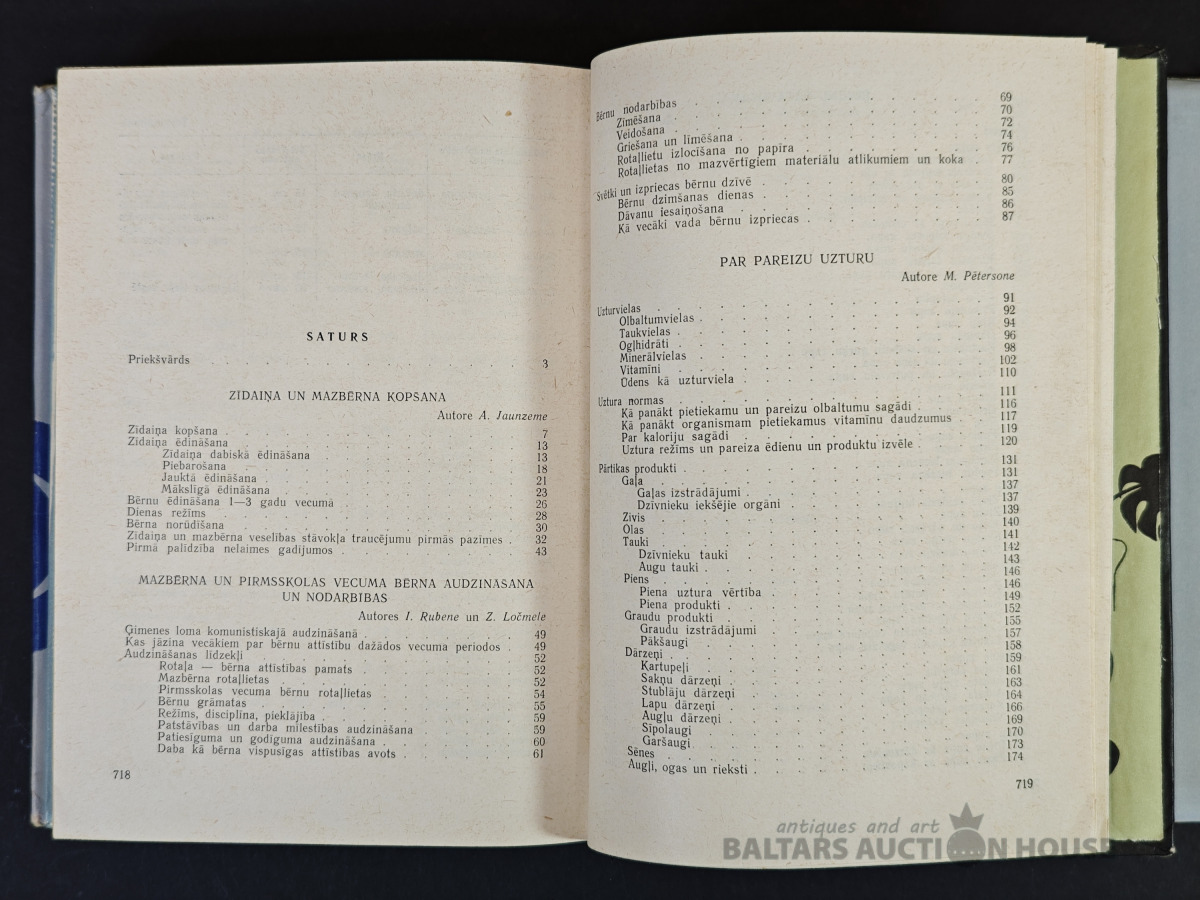 SATURS
Priekšvārds . . . . . . . . . . 3
ZĪDAIŅA UN MAZBĒRNA KOPŠANA
Autore A. Jaunzeme
Zīdaiņa kopšana . . . . . . . . . . 7
Zīdaiņa ēdināšana . . . . . . . . . . 13
Zīdaiņa dabiskā ēdināšana . . . . . . . . . . 13
Piebarošana . . . . . . . . . . 18
Jauktā ēdināšana . . . . . . . . . . 21
Mākslīgā ēdināšana . . . . . . . . . . 23
Bērnu ēdināšana 1—3 gadu vecumā . . . . . . . . . . 26
Dienas režīms . . . . . . . . . . 28
Bērna norūdīšana . . . . . . . . . . 30
Zīdaiņa un mazbērna veselības stāvokļa traucējumu pirmās pazīmes . 32
Pirmā palīdzība nelaimes gadījumos . . . . . . . . . . 43
MAZBĒRNA UN PIRMSSKOLAS VECUMA BĒRNA AUDZINĀŠANA
UN NODARBĪBAS
Autores I. Rubene un Z. Ločmele
Ģimenes loma komunistiskajā audzināšanā . . . . . . . . . . 49
Kas jāzina vecākiem par bērnu attīstību dažādos vecuma periodos . 49
Audzināšanas līdzekļi . . . . . . . . . . 52
Rotaļa — bērna attīstības pamats . . . . . . . . . . 52
Mazbērna rotaļlietas . . . . . . . . . . 52
Pirmsskolas vecuma bērnu rotaļlietas . . . . . . . . . . 54
Bērnu grāmatas . . . . . . . . . . 55
Režīms, disciplīna, pieklājība . . . . . . . . . . 59
Patstāvības un darba mīlestības audzināšana . . . . . . 59
Patiesīguma un godīguma audzināšana . . . . . . . . 60
Daba kā bērna vispusīgas attīstības avots . . . . . . . 61
718
Bērnu nodarbības . . . . . . . . . . 69
Zīmēšana . . . . . . . . . . 70
Veidošana . . . . . . . . . . 72
Griešana un līmēšana . . . . . . . . . . 74
Rotaļlietu izlocīšana no papīra . . . . . . . . . . 76
Rotaļlietas no mazvērtīgiem materiālu atlikumiem un koka . 77
Svētki un izpriecas bērnu dzīvē . . . . . . . . . . 80
Bērnu dzimšanas dienas . . . . . . . . . . 85
Dāvanu iesaiņošana . . . . . . . . . . 86
Kā vecāki vada bērnu izpriecas . . . . . . . . . . 87
PAR PAREIZU UZTURU
Autore M. Pētersone
Uzturvielas . . . . . . . . . . 91
Olbaltumvielas . . . . . . . . . . 92
Taukvielas . . . . . . . . . . 94
Ogļhidrāti . . . . . . . . . . 96
Minerālvielas . . . . . . . . . . 98
Vitamīni . . . . . . . . . . 102
Ūdens kā uzturviela . . . . . . . . . . 110
Uztura normas . . . . . . . . . . 111
Kā panākt pietiekamu un pareizu olbaltumu sagādi . . . . 116
Kā panākt organismam pietiekamus vitamīnu daudzumus . . 117
Par kaloriju sagādi . . . . . . . . . . 119
Uztura režīms un pareiza ēdienu un produktu izvēle . . . 120
Pārtikas produkti . . . . . . . . . . 131
Gaļa . . . . . . . . . . 131
Gaļas izstrādājumi . . . . . . . . . . 137
Dzīvnieku iekšējie orgāni . . . . . . . . . . 137
Zivis . . . . . . . . . . 139
Olas . . . . . . . . . . 140
Tauki . . . . . . . . . . 141
Dzīvnieku tauki . . . . . . . . . . 142
Augu tauki . . . . . . . . . . 143
Piens . . . . . . . . . . 146
Piena uztura vērtība . . . . . . . . . . 146
Piena produkti . . . . . . . . . . 149
Graudu produkti . . . . . . . . . . 152
Graudu izstrādājumi . . . . . . . . . . 155
Pākšaugi . . . . . . . . . . 157
Dārzeņi . . . . . . . . . . 158
Kartupeļi . . . . . . . . . . 159
Sakņu dārzeņi . . . . . . . . . . 161
Stublāju dārzeņi . . . . . . . . . . 163
Lapu dārzeņi . . . . . . . . . . 164
Augļu dārzeņi . . . . . . . . . . 166
Sīpolaugi . . . . . . . . . . 169
Garšaugi . . . . . . . . . . 170
Sēnes . . . . . . . . . . 173
Augļi, ogas un rieksti . . . . . . . . . . 174
719
antiques and art
BALTARS AUCTION HOUSE